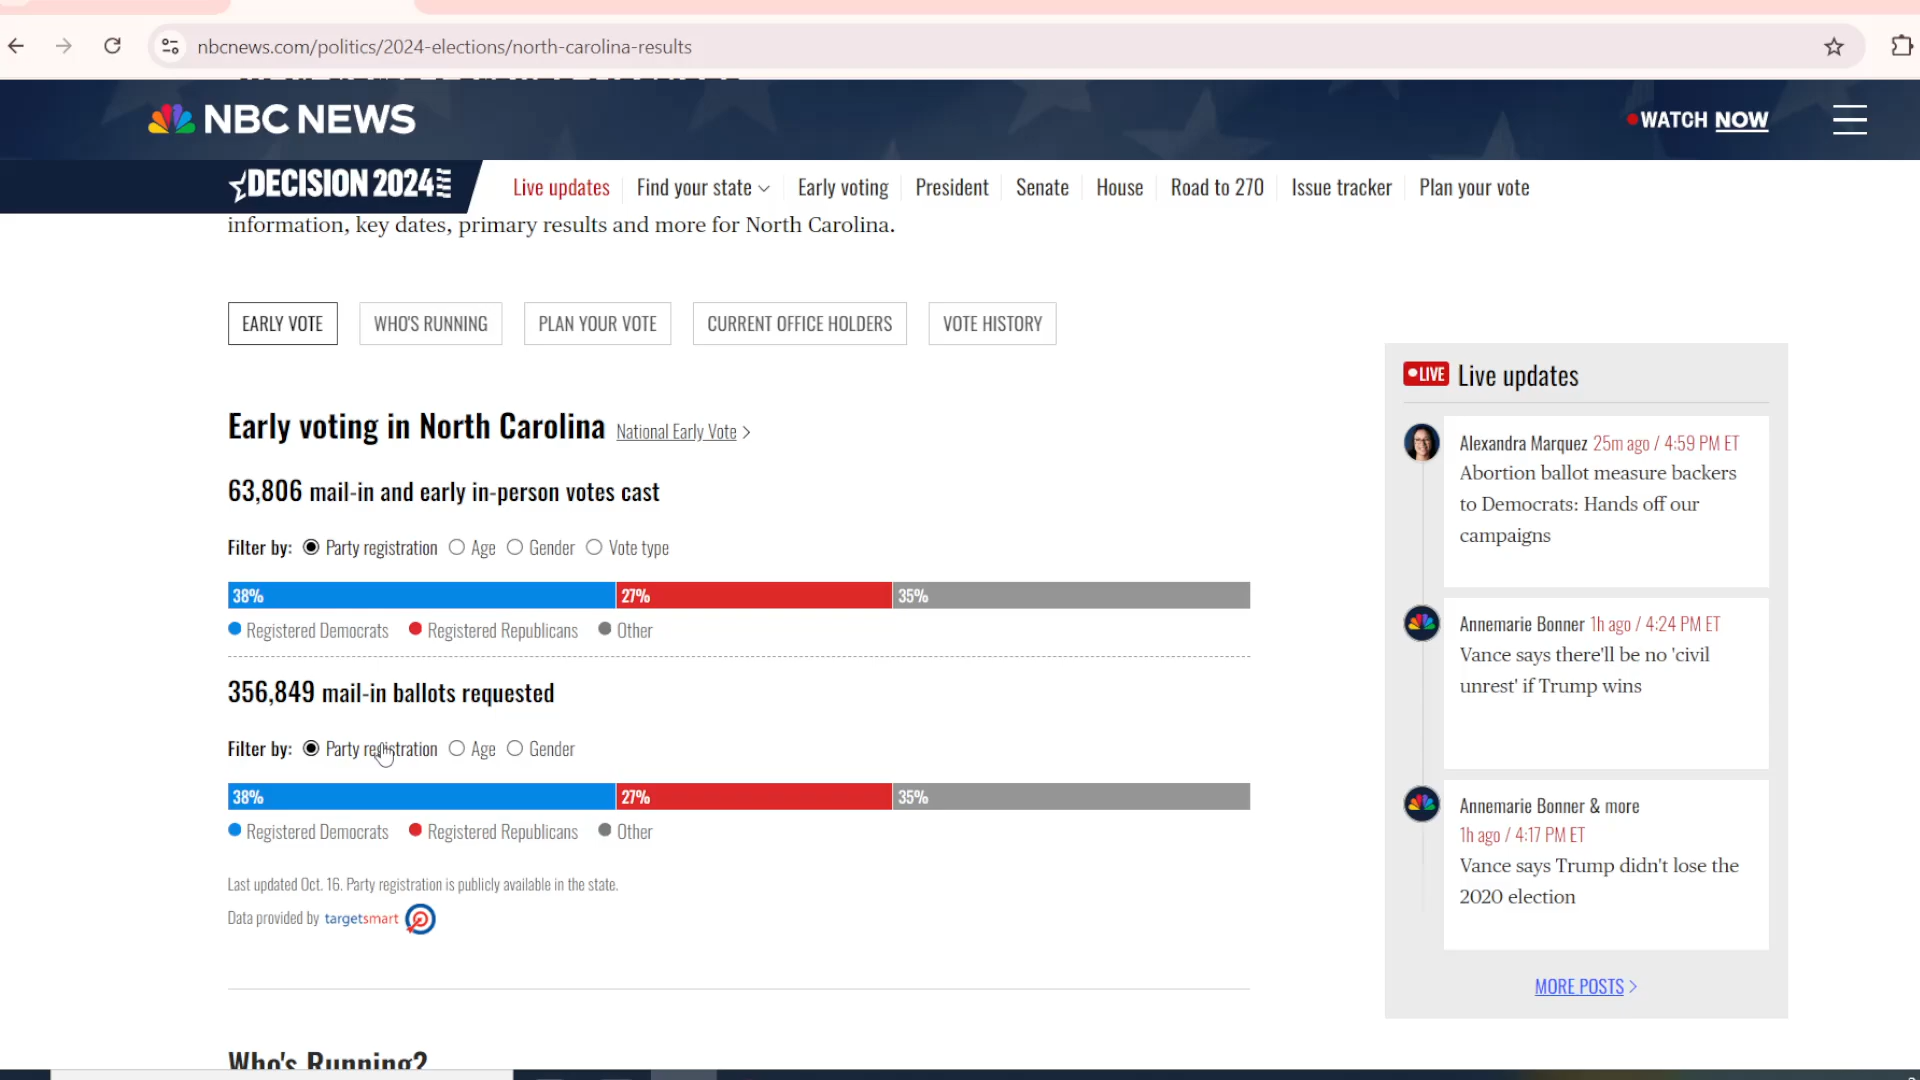 nbcnews.com/politics/2024-elections/north-carolina-results
NBC NEWS
WATCH NOW
DECISION 2024
Live updates
Find your state
Early voting
President
Senate
House
Road to 270
Issue tracker
Plan your vote
information, key dates, primary results and more for North Carolina.
EARLY VOTE
WHO'S RUNNING
PLAN YOUR VOTE
CURRENT OFFICE HOLDERS
VOTE HISTORY
Early voting in North Carolina National Early Vote >
63,806 mail-in and early in-person votes cast
Filter by: Party registration Age Gender Vote type
38% 27% 35%
Registered Democrats Registered Republicans Other
356,849 mail-in ballots requested
Filter by: Party registration Age Gender
38% 27% 35%
Registered Democrats Registered Republicans Other
Last updated Oct. 16. Party registration is publicly available in the state.
Data provided by targetsmart
Who's Running?
LIVE Live updates
Alexandra Marquez 25m ago / 4:59 PM ET
Abortion ballot measure backers
to Democrats: Hands off our
campaigns
Annemarie Bonner 1h ago / 4:24 PM ET
Vance says there'll be no 'civil
unrest' if Trump wins
Annemarie Bonner & more
1h ago / 4:17 PM ET
Vance says Trump didn't lose the
2020 election
MORE POSTS >